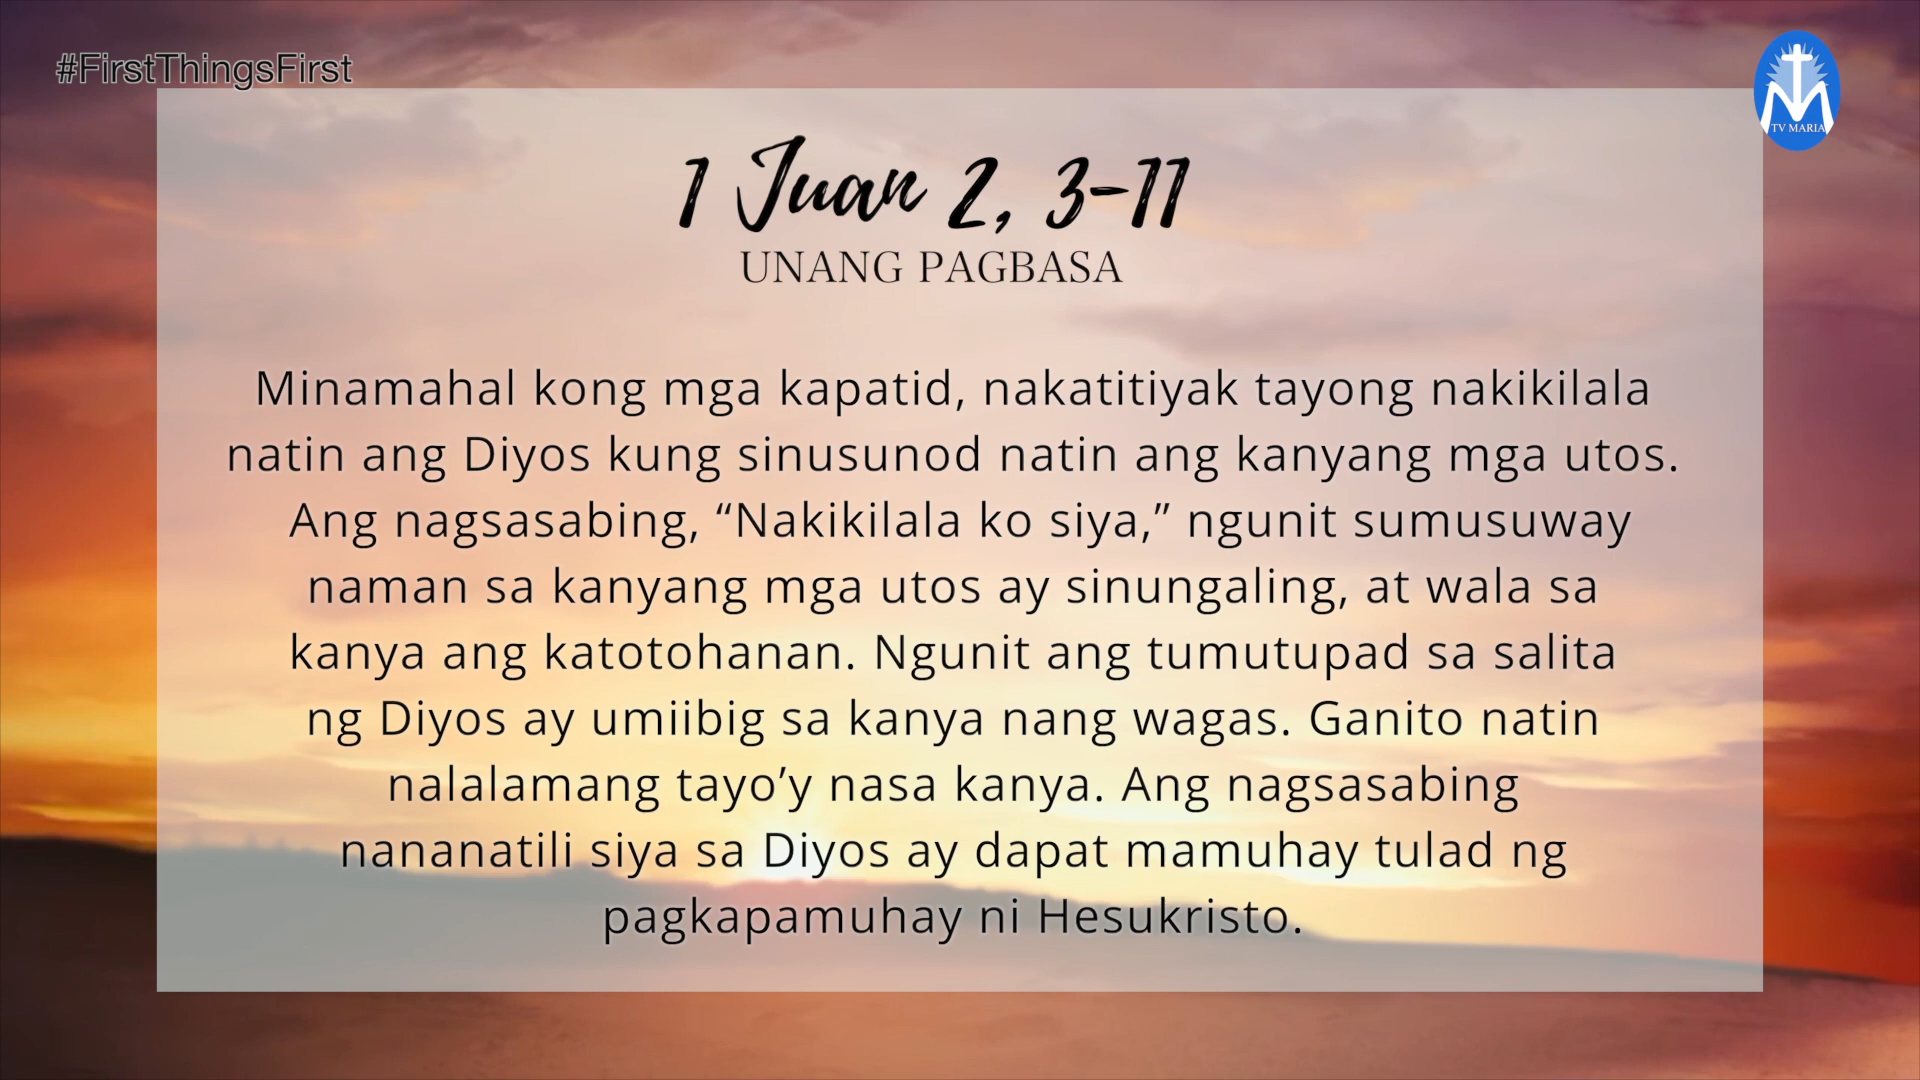 #FirstThingsFirst
TV MARIA
1 Juan 2, 3-11
UNANG PAGBASA
Minamahal kong mga kapatid, nakatitiyak tayong nakikilala
natin ang Diyos kung sinusunod natin ang kanyang mga utos.
Ang nagsasabing, “Nakikilala ko siya,” ngunit sumusuway
naman sa kanyang mga utos ay sinungaling, at wala sa
kanya ang katotohanan. Ngunit ang tumutupad sa salita
ng Diyos ay umiibig sa kanya nang wagas. Ganito natin
nalalamang tayo’y nasa kanya. Ang nagsasabing
nananatili siya sa Diyos ay dapat mamuhay tulad ng
pagkapamuhay ni Hesukristo.